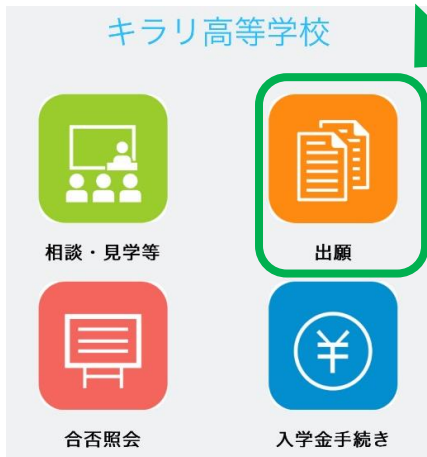 キラリ高等学校
相談・見学等
出願
合否照会
入学金手続き